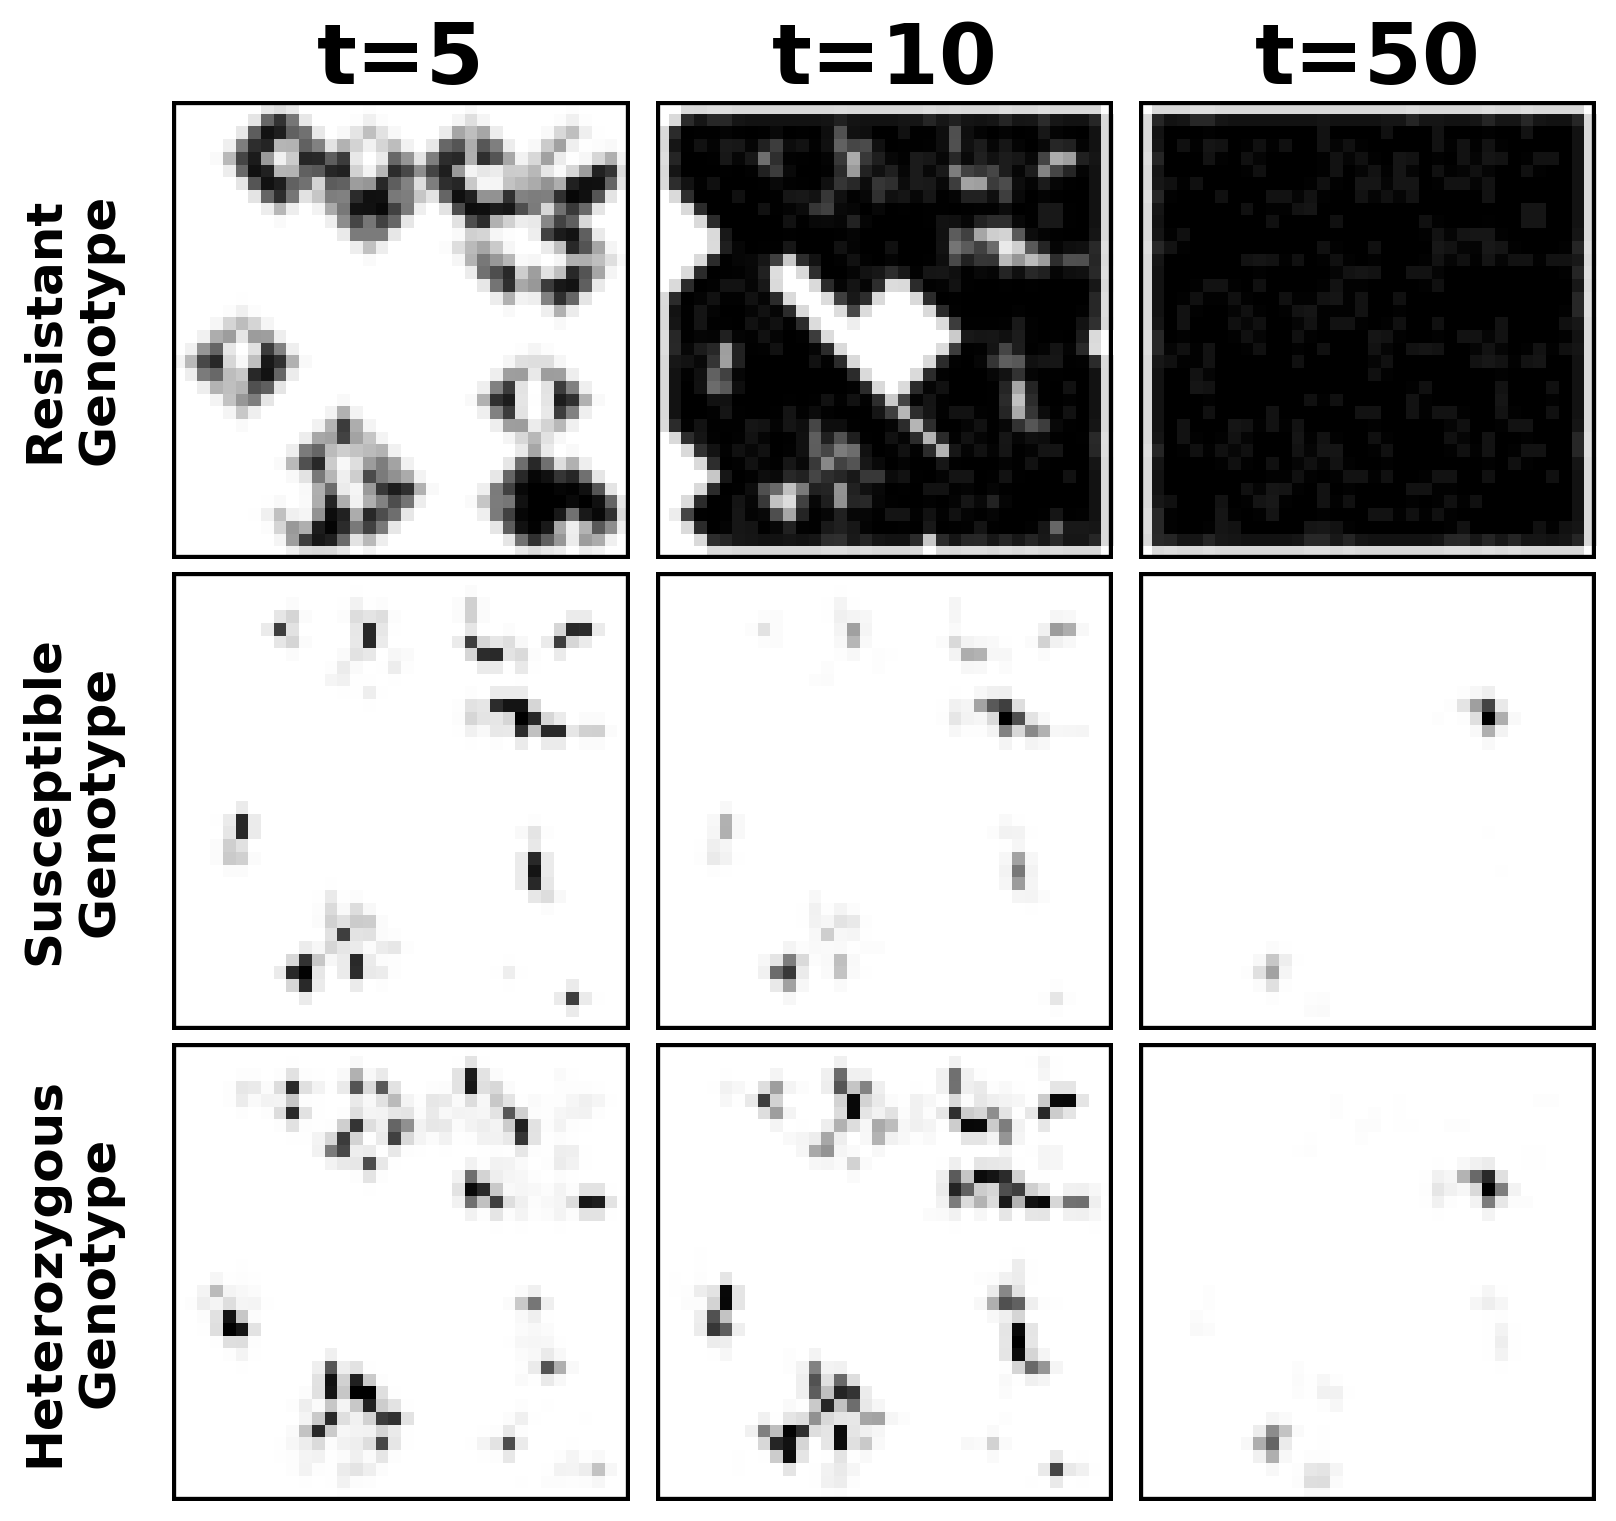 t=5
t=10
t=50
Resistant
Genotype
Susceptible
Genotype
Heterozygous
Genotype